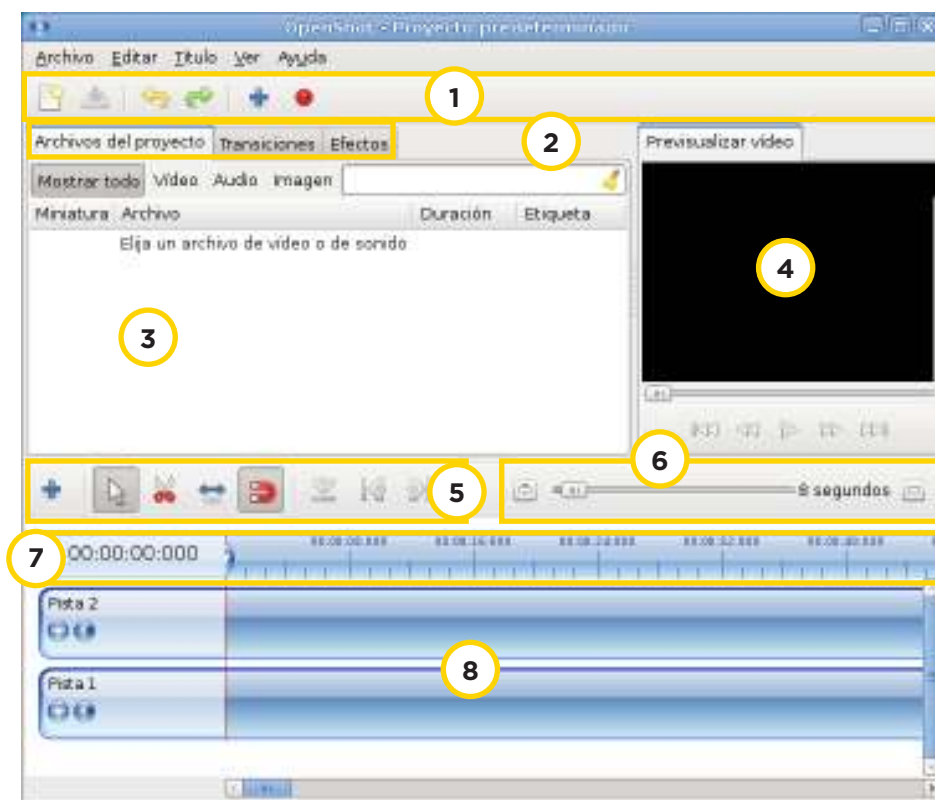 OpenShot - Proyecto predeterminado
Archivo Editar Título Ver Ayuda
1
Archivos del proyecto Transiciones Efectos
2
Previsualizar vídeo
Mostrar todo Vídeo Audio Imagen
Miniatura Archivo Duración Etiqueta
Elija un archivo de vídeo o de sonido
3
4
5
6
8 segundos
7
00:00:00:000
Pista 2
8
Pista 1